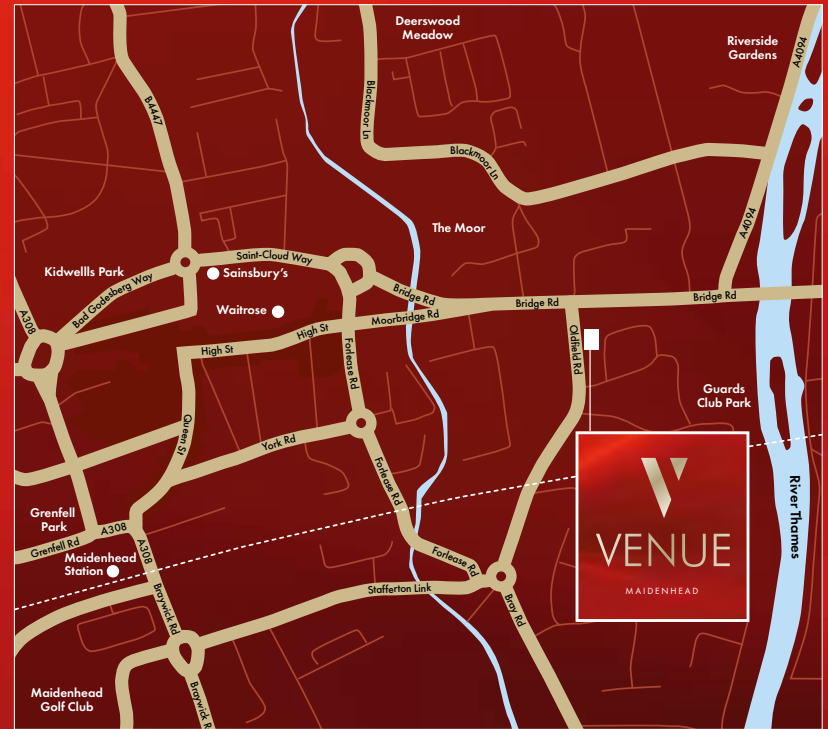 Deerswood
Meadow
Riverside
Gardens
A4094
B4447
Blackmoor Ln
Blackmoor Ln
A4094
The Moor
Saint-Cloud Way
Kidwellls Park
Sainsbury's
Bad Godesberg Way
Bridge Rd
Bridge Rd
Bridge Rd
Waitrose
A308
Moorbridge Rd
High St
High St
Forlease Rd
Oldfield Rd
Guards
Club Park
Queen St
York Rd
Forlease Rd
River Thames
Grenfell
Park
A308
Grenfell Rd
A308
Maidenhead
Station
Forlease Rd
VENUE
MAIDENHEAD
Stafferton Link
Braywick Rd
Bray Rd
Maidenhead
Golf Club
Braywick R